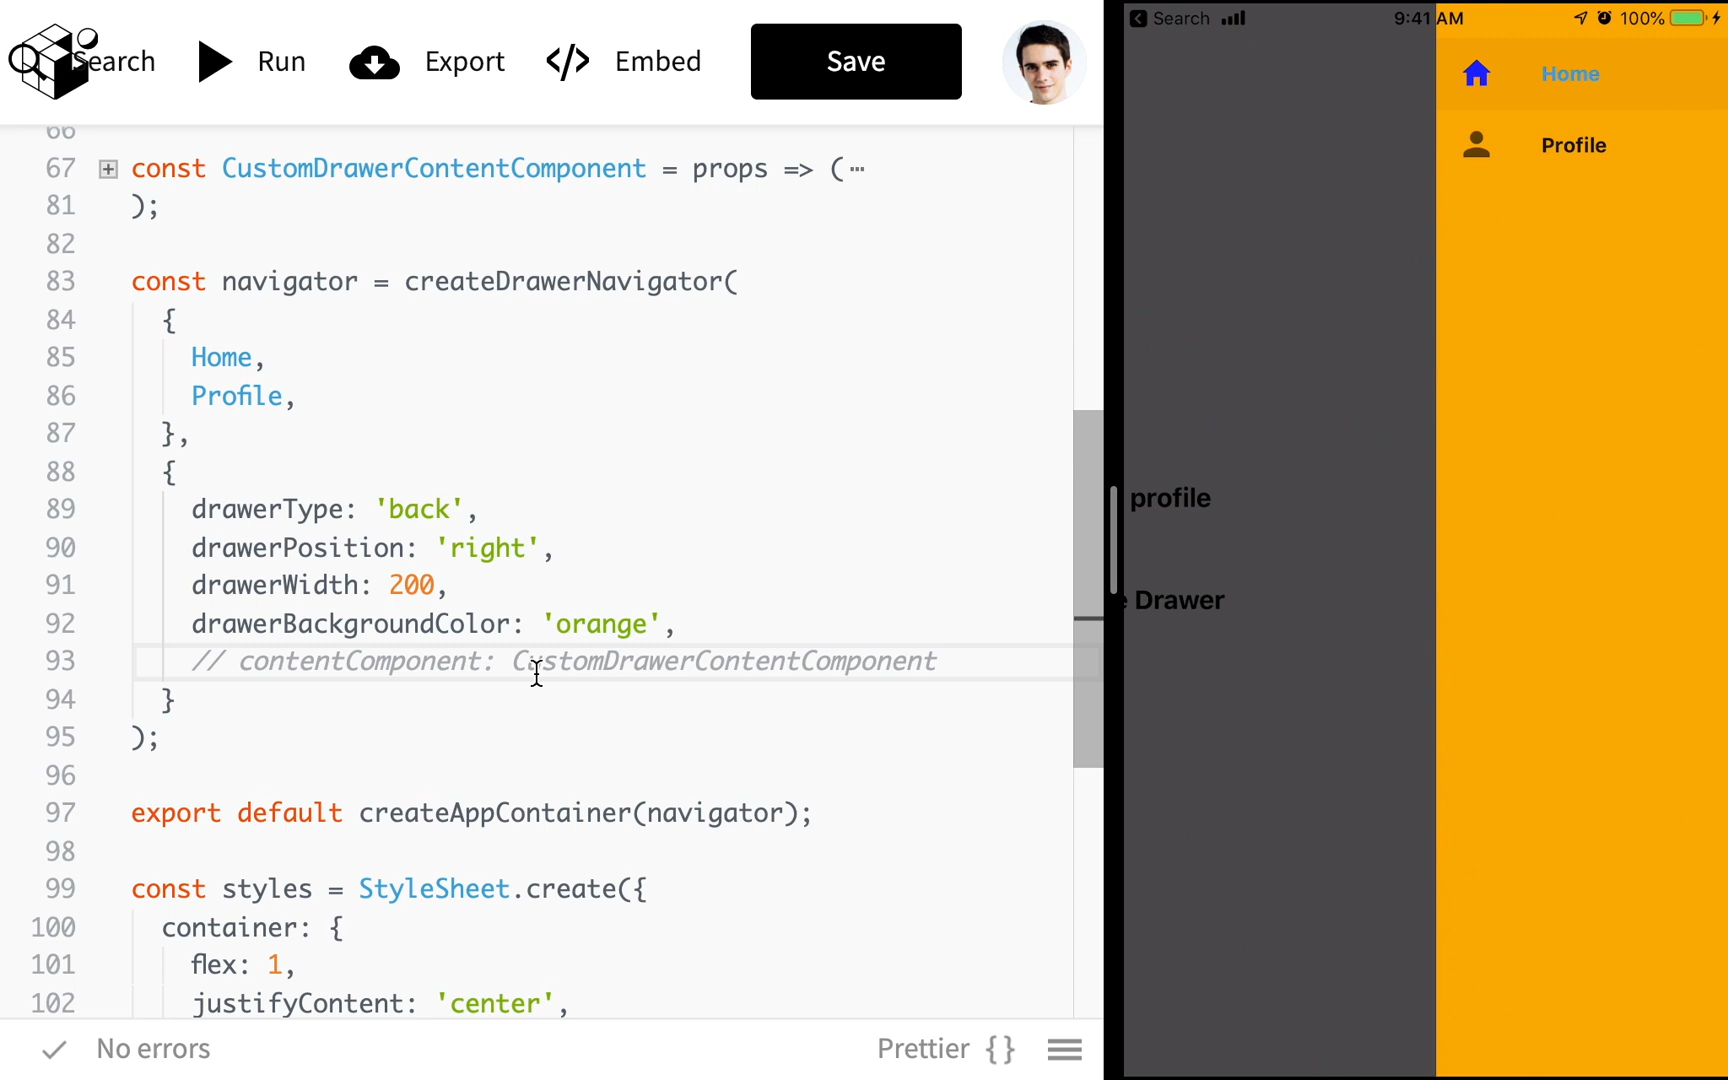 Search Run Export </> Embed Save
66
67 const CustomDrawerContentComponent = props => (⋯
81 );
82
83 const navigator = createDrawerNavigator(
84 {
85 Home,
86 Profile,
87 },
88 {
89 drawerType: 'back',
90 drawerPosition: 'right',
91 drawerWidth: 200,
92 drawerBackgroundColor: 'orange',
93 // contentComponent: CustomDrawerContentComponent
94 }
95 );
96
97 export default createAppContainer(navigator);
98
99 const styles = StyleSheet.create({
100 container: {
101 flex: 1,
102 justifyContent: 'center',
No errors Prettier {}
Search 9:41 AM 100%
Home
Profile
profile
e Drawer